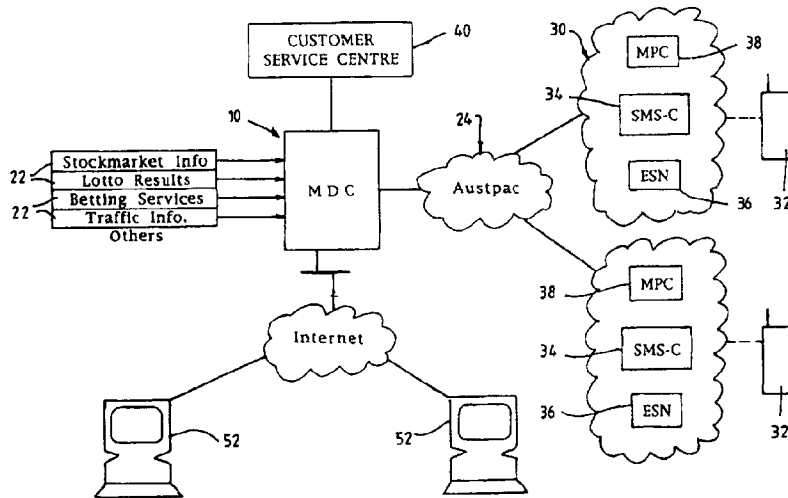 CUSTOMER
SERVICE CENTRE
40
30
MPC
38
34
SMS-C
10
24
ESN
36
32
22
Stockmarket Info
Lotto Results
22
Betting Services
Traffic Info.
Others
M D C
Austpac
38
MPC
34
SMS-C
36
ESN
32
Internet
52
52